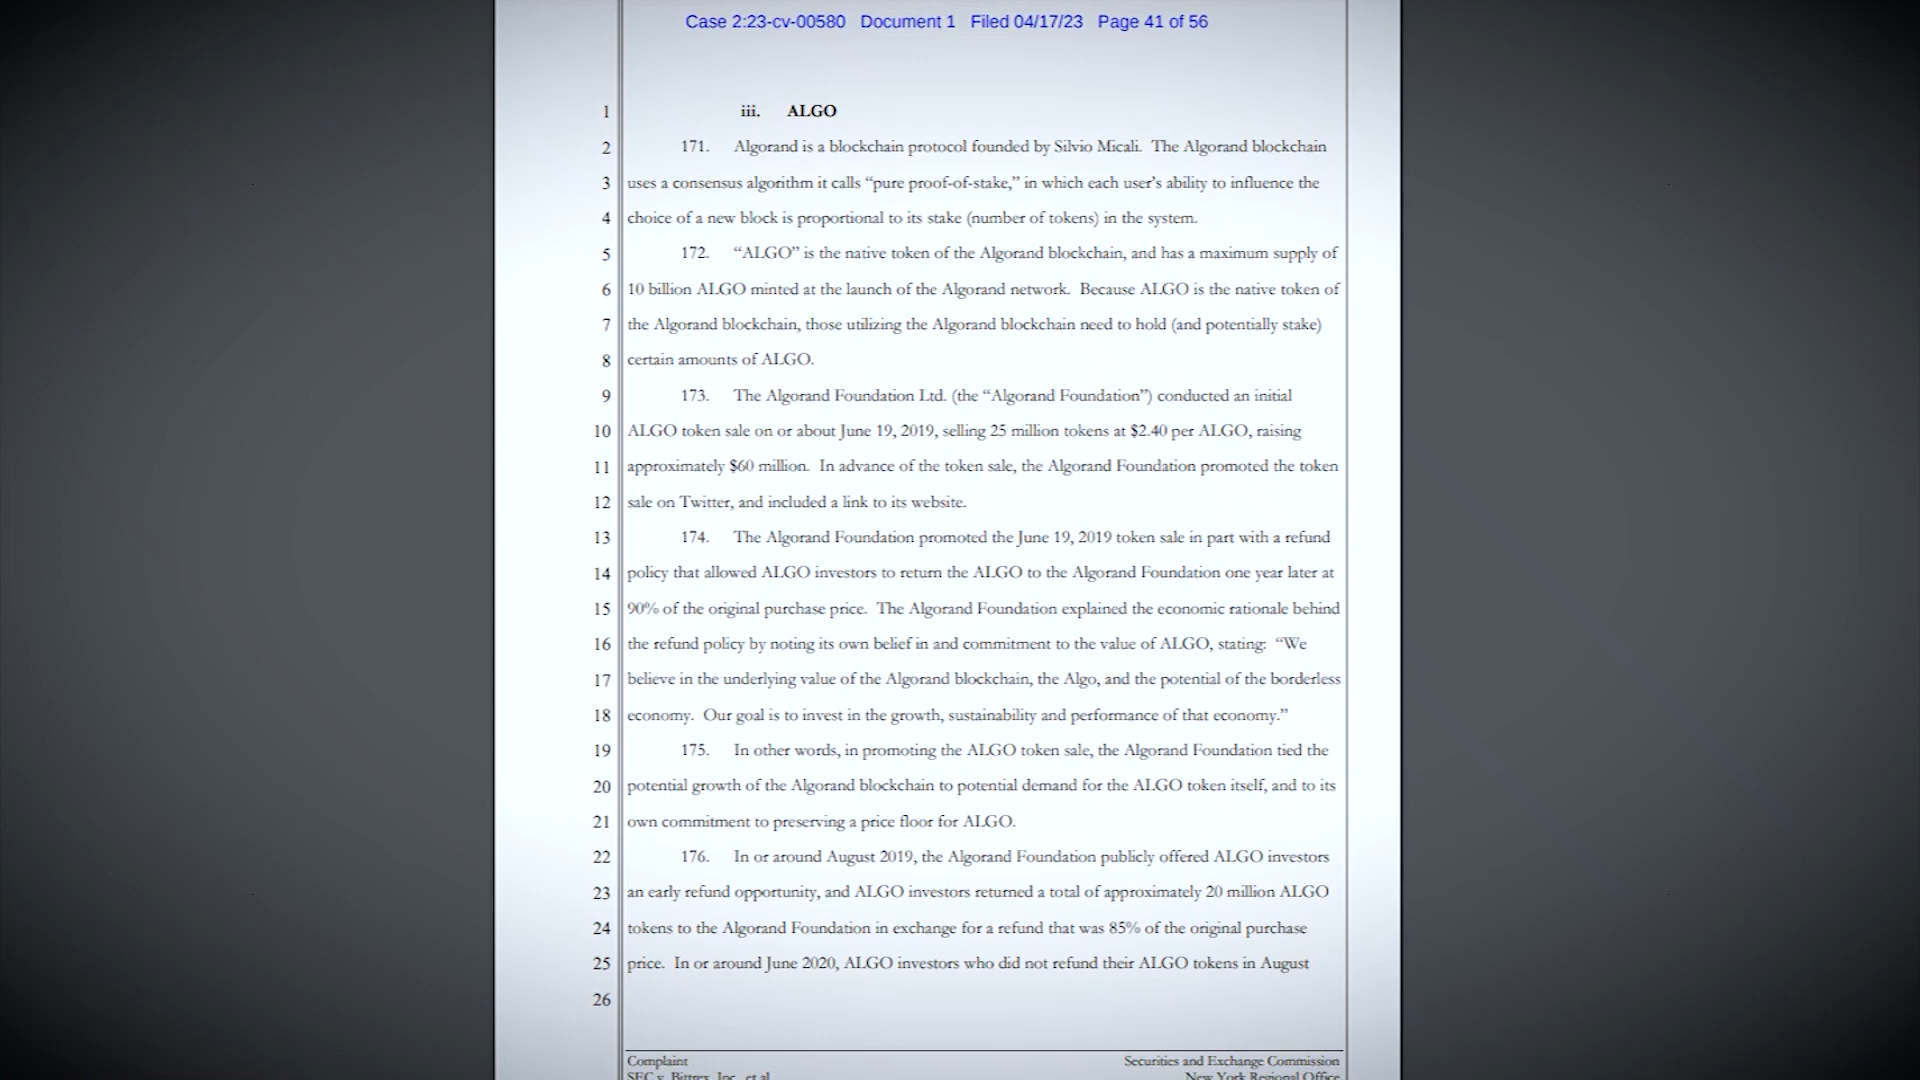 Case 2:23-cv-00580 Document 1 Filed 04/17/23 Page 41 of 56
1 iii. ALGO
2 171. Algorand is a blockchain protocol founded by Silvio Micali. The Algorand blockchain
3 uses a consensus algorithm it calls “pure proof-of-stake,” in which each user’s ability to influence the
4 choice of a new block is proportional to its stake (number of tokens) in the system.
5 172. “ALGO” is the native token of the Algorand blockchain, and has a maximum supply of
6 10 billion ALGO minted at the launch of the Algorand network. Because ALGO is the native token of
7 the Algorand blockchain, those utilizing the Algorand blockchain need to hold (and potentially stake)
8 certain amounts of ALGO.
9 173. The Algorand Foundation Ltd. (the “Algorand Foundation”) conducted an initial
10 ALGO token sale on or about June 19, 2019, selling 25 million tokens at $2.40 per ALGO, raising
11 approximately $60 million. In advance of the token sale, the Algorand Foundation promoted the token
12 sale on Twitter, and included a link to its website.
13 174. The Algorand Foundation promoted the June 19, 2019 token sale in part with a refund
14 policy that allowed ALGO investors to return the ALGO to the Algorand Foundation one year later at
15 90% of the original purchase price. The Algorand Foundation explained the economic rationale behind
16 the refund policy by noting its own belief in and commitment to the value of ALGO, stating: “We
17 believe in the underlying value of the Algorand blockchain, the Algo, and the potential of the borderless
18 economy. Our goal is to invest in the growth, sustainability and performance of that economy.”
19 175. In other words, in promoting the ALGO token sale, the Algorand Foundation tied the
20 potential growth of the Algorand blockchain to potential demand for the ALGO token itself, and to its
21 own commitment to preserving a price floor for ALGO.
22 176. In or around August 2019, the Algorand Foundation publicly offered ALGO investors
23 an early refund opportunity, and ALGO investors returned a total of approximately 20 million ALGO
24 tokens to the Algorand Foundation in exchange for a refund that was 85% of the original purchase
25 price. In or around June 2020, ALGO investors who did not refund their ALGO tokens in August
26
Complaint Securities and Exchange Commission
SEC v. Bittrex, Inc., et al. New York Regional Office